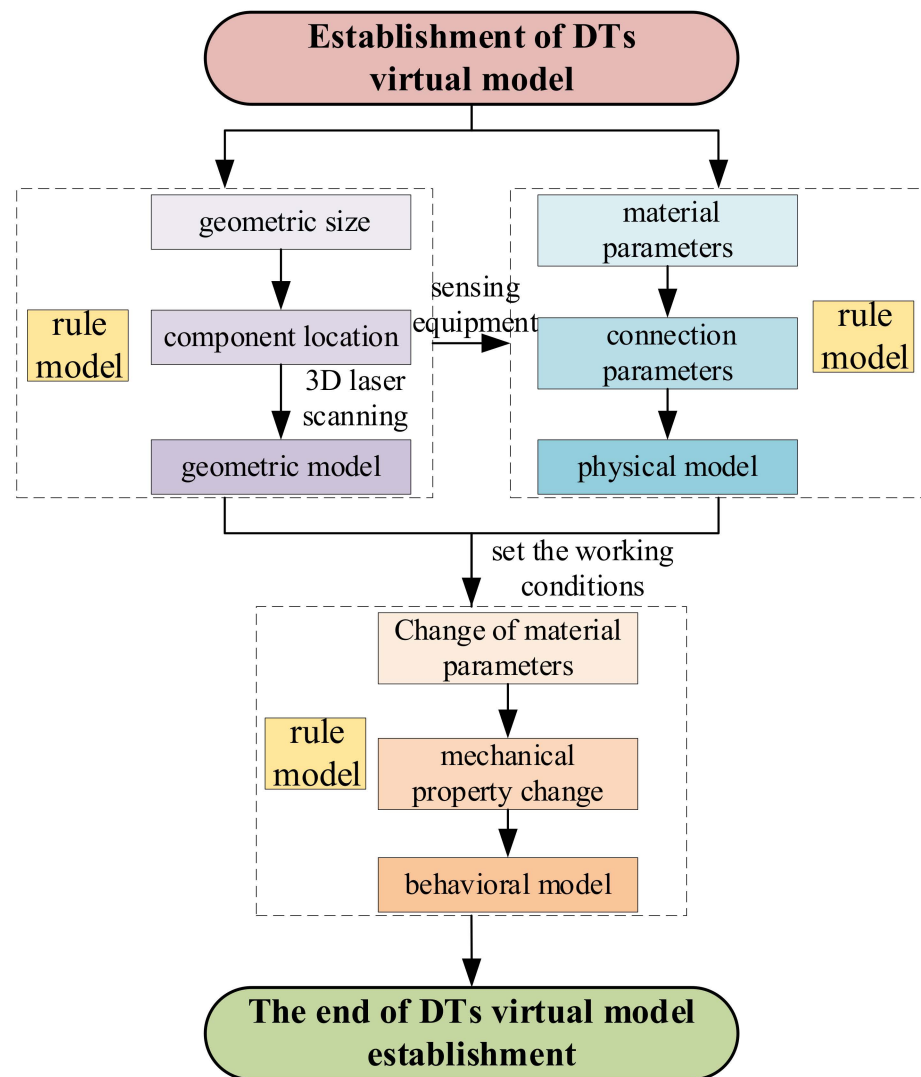 Establishment of DTs
virtual model
geometric size
component location
3D laser
scanning
geometric model
rule
model
sensing
equipment
material
parameters
connection
parameters
physical model
rule
model
set the working
conditions
Change of material
parameters
mechanical
property change
behavioral model
rule
model
The end of DTs virtual model
establishment